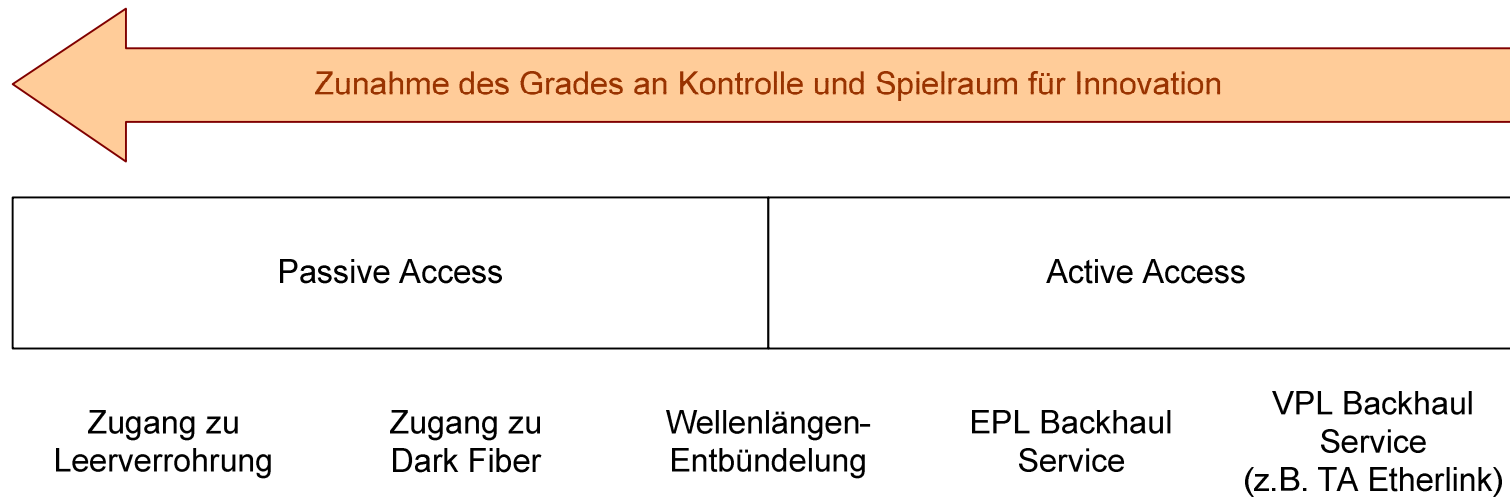 Zunahme des Grades an Kontrolle und Spielraum für Innovation
Passive Access
Active Access
Zugang zu
Leerverrohrung
Zugang zu
Dark Fiber
Wellenlängen-
Entbündelung
EPL Backhaul
Service
VPL Backhaul
Service
(z.B. TA Etherlink)